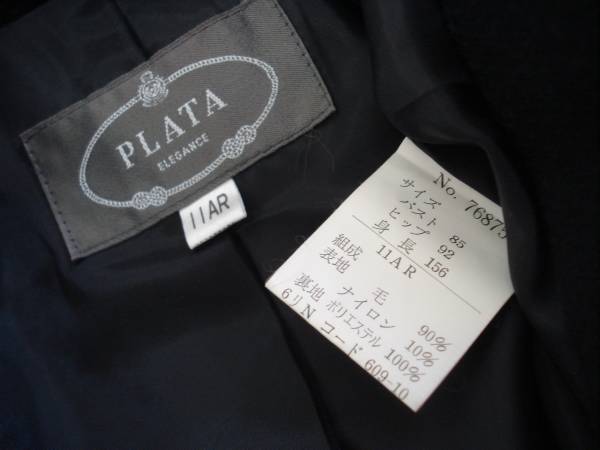 PLATA
ELEGANCE
11AR
No. 76875
サイズ
バスト 85
ヒップ 92
身長 156
11AR
組成
表地 毛 90%
ナイロン 10%
裏地 ポリエステル 100%
6リN コード 609-10